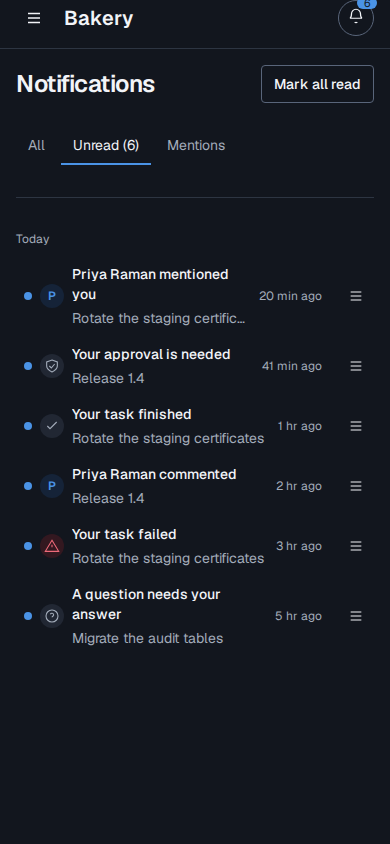 Bakery
6
Notifications
Mark all read
All
Unread (6)
Mentions
Today
P
Priya Raman mentioned
you
Rotate the staging certific...
20 min ago
Your approval is needed
Release 1.4
41 min ago
Your task finished
Rotate the staging certificates
1 hr ago
P
Priya Raman commented
Release 1.4
2 hr ago
Your task failed
Rotate the staging certificates
3 hr ago
A question needs your
answer
Migrate the audit tables
5 hr ago